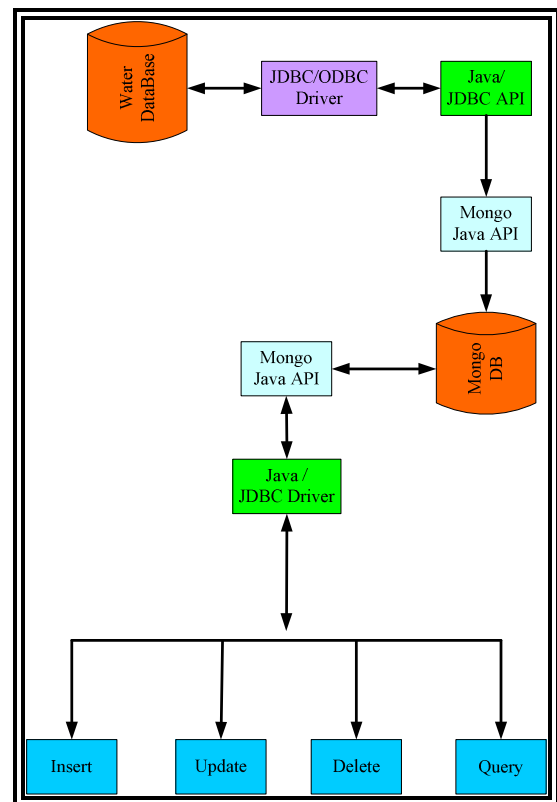 Water
DataBase
JDBC/ODBC
Driver
Java/
JDBC API
Mongo
Java API
Mongo
DB
Mongo
Java API
Java /
JDBC Driver
Insert
Update
Delete
Query